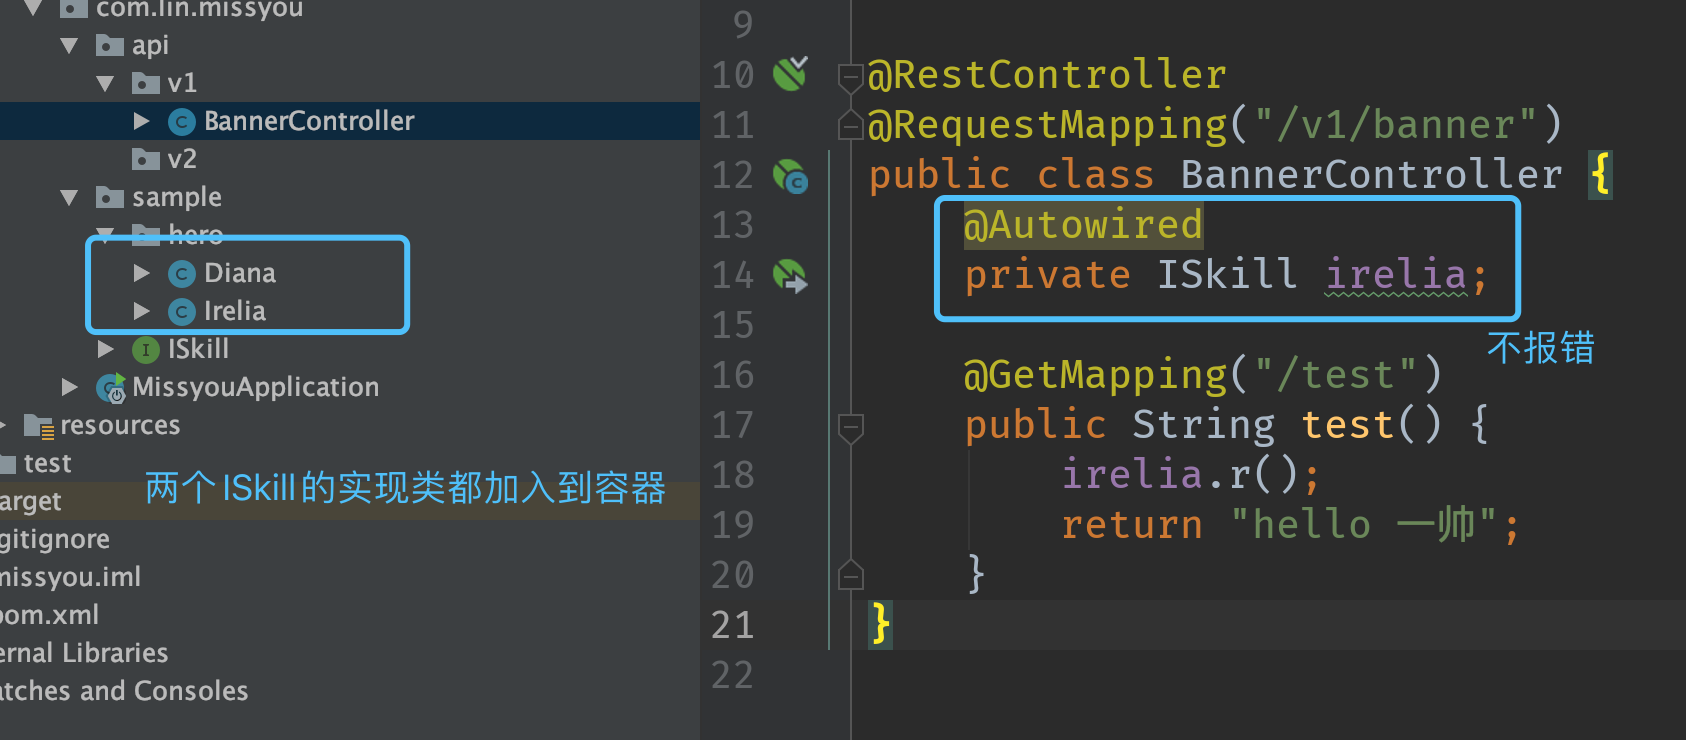 com.lin.missyou
api
v1
BannerController
v2
sample
hero
Diana
Irelia
ISkill
MissyouApplication
resources
test
arget
gitignore
missyou.iml
pom.xml
ernal Libraries
atches and Consoles
两个 ISkill 的实现类都加入到容器
9
10 @RestController
11 @RequestMapping("/v1/banner")
12 public class BannerController {
13 @Autowired
14 private ISkill irelia;
15
不报错
16 @GetMapping("/test")
17 public String test() {
18 irelia.r();
19 return "hello 一帅";
20 }
21 }
22